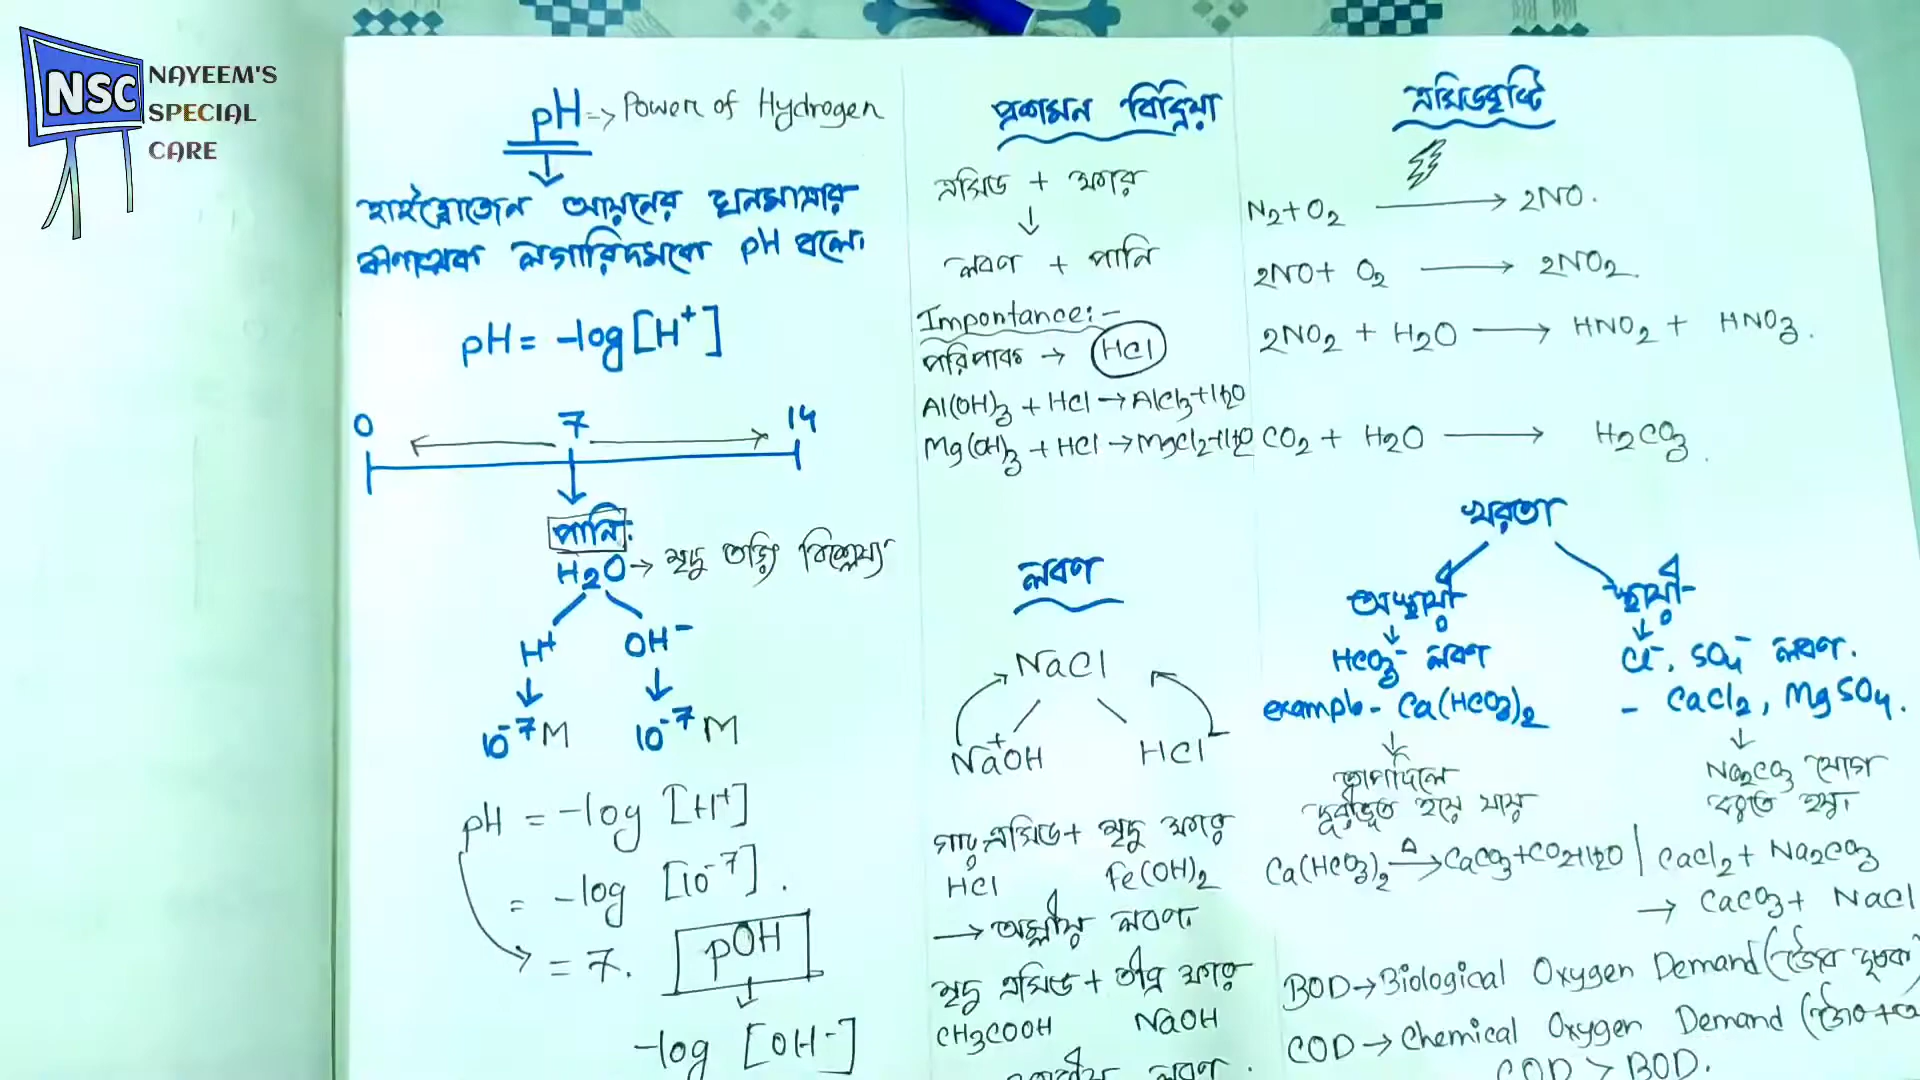 NSC
NAYEEM'S
SPECIAL
CARE
pH → Power of Hydrogen
হাইড্রোজেন আয়নের ঘনমাত্রার
ঋণাত্মক লগারিদমকে pH বলে।
pH = -log [H⁺]
0 7 14
পানি:
H₂O → মৃদু তড়িৎ বিশ্লেষ্য
H⁺ OH⁻
10⁻⁷ M 10⁻⁷ M
pH = -log [H⁺]
= -log [10⁻⁷].
= 7. pOH
-log [OH⁻]
প্রশমন বিক্রিয়া
এসিড + ক্ষার
↓
লবণ + পানি
Importance:-
পরিপাক → HCl
Al(OH)₃ + HCl → AlCl₃ + H₂O
Mg(OH)₃ + HCl → MgCl₂ + H₂O
লবণ
NaCl
NaOH HCl
গাঢ় এসিড + মৃদু ক্ষার
HCl Fe(OH)₂
→ অম্লীয় লবণ
মৃদু এসিড + তীব্র ক্ষার
CH₃COOH NaOH
লবণ.
এসিডবৃষ্টি
N₂ + O₂ → 2NO.
2NO + O₂ → 2NO₂.
2NO₂ + H₂O → HNO₂ + HNO₃.
CO₂ + H₂O → H₂CO₃.
খরতা
অস্থায়ী স্থায়ী
HCO₃⁻ লবণ Cl⁻, SO₄⁻ লবণ.
example - Ca(HCO₃)₂ - CaCl₂, MgSO₄.
তাপ দিলে Na₂CO₃ যোগ
দূরীভূত হয়ে যায় করতে হয়।
Ca(HCO₃)₂ Δ→ CaCO₃ + CO₂ + H₂O | CaCl₂ + Na₂CO₃
→ CaCO₃ + NaCl
BOD → Biological Oxygen Demand (জৈব দূষক)
COD → Chemical Oxygen Demand (জৈব +
COD > BOD.